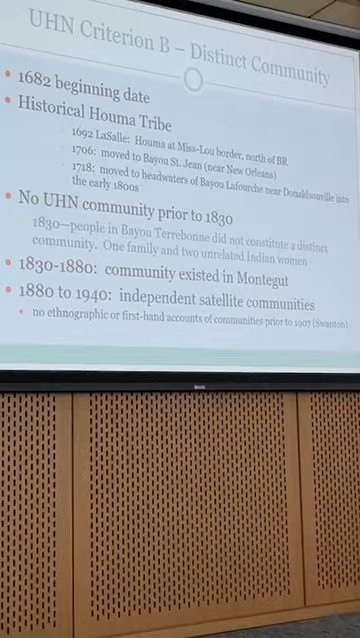 UHN Criterion B – Distinct Community
• 1682 beginning date
• Historical Houma Tribe
1692 LaSalle: Houma at Miss-Lou border, north of BR
1706: moved to Bayou St. Jean (near New Orleans)
1718: moved to headwaters of Bayou Lafourche near Donaldsonville into
the early 1800s
• No UHN community prior to 1830
1830—people in Bayou Terrebonne did not constitute a distinct
community. One family and two unrelated Indian women
• 1830-1880: community existed in Montegut
• 1880 to 1940: independent satellite communities
• no ethnographic or first-hand accounts of communities prior to 1907 (Swanton)